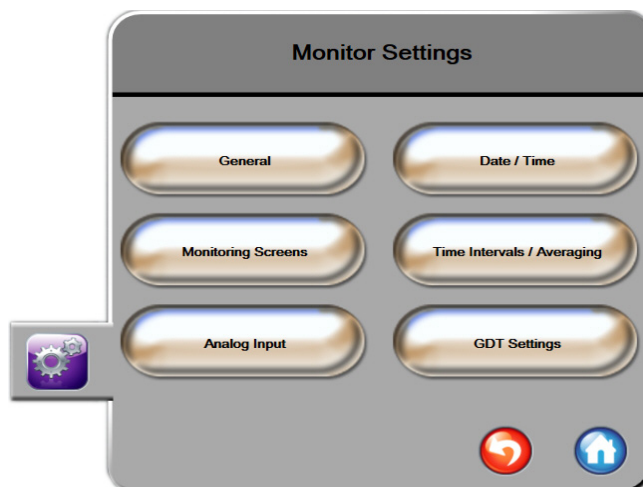 Monitor Settings
General
Date / Time
Monitoring Screens
Time Intervals / Averaging
Analog Input
GDT Settings